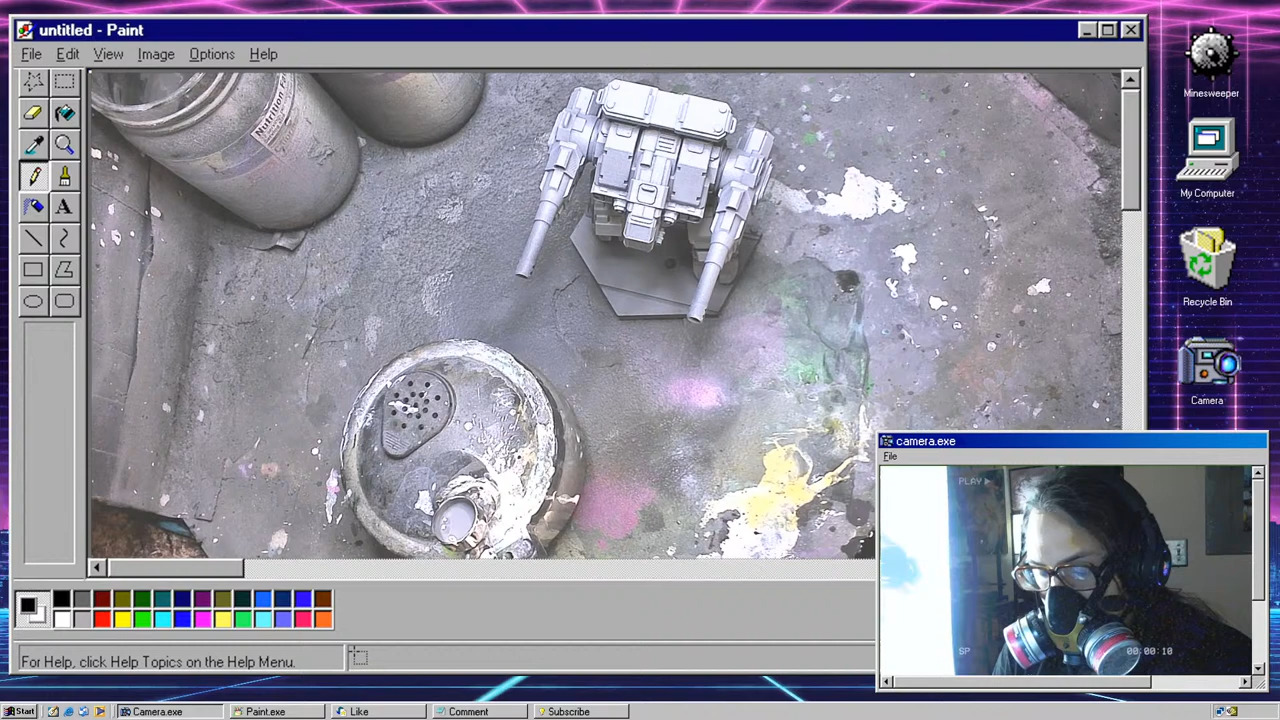 untitled - Paint
File Edit View Image Options Help
Nutrition
Minesweeper
My Computer
Recycle Bin
Camera
camera.exe
File
PLAY
SP
00:00:10
For Help, click Help Topics on the Help Menu.
Start
Camera.exe
Paint.exe
Like
Comment
Subscribe